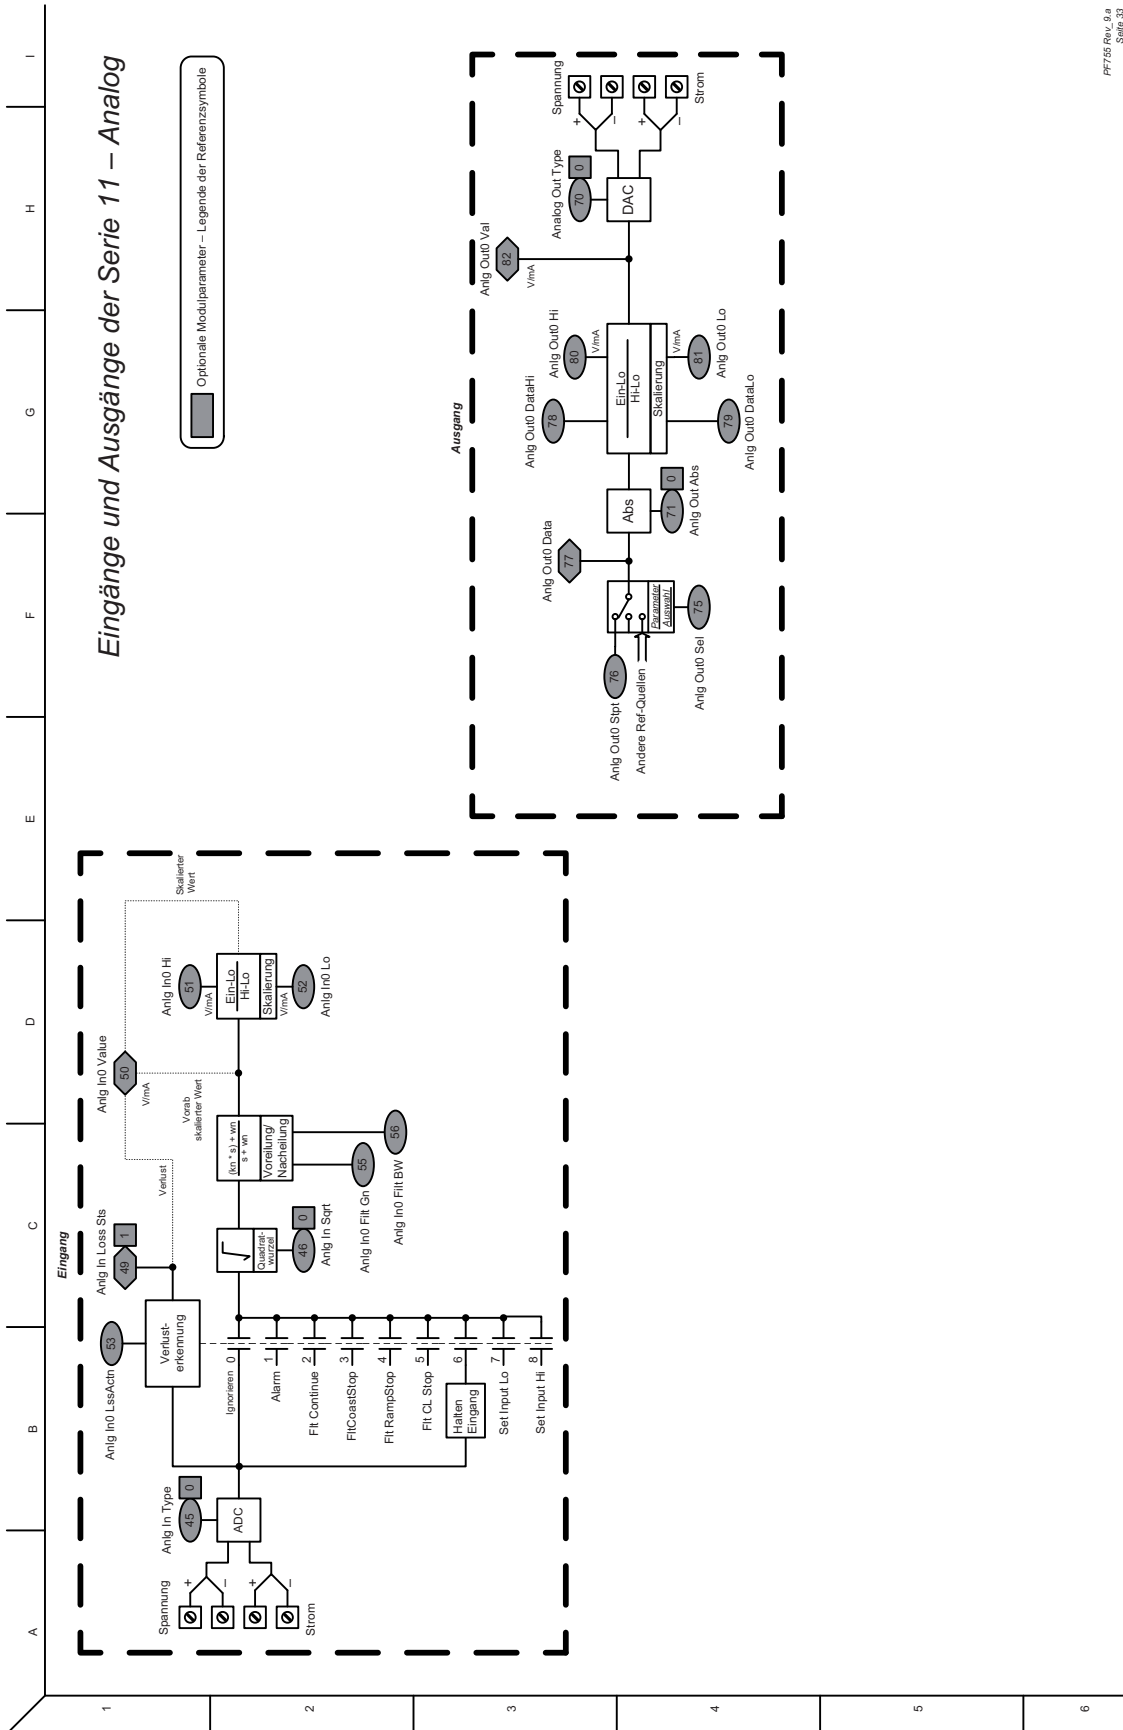 A
B
C
D
E
F
G
H
I
1
2
3
4
5
6
Eingänge und Ausgänge der Serie 11 – Analog
Optionale Modulparameter – Legende der Referenzsymbole
Eingang
Spannung
+
–
+
–
Strom
Anlg In Type
45
0
ADC
Anlg In0 LssActn
53
Verlust-
erkennung
Anlg In Loss Sts
49
1
Verlust
Ignorieren
0
1
Alarm
2
Flt Continue
3
FltCoastStop
4
Flt RampStop
5
Flt CL Stop
6
Halten
Eingang
7
Set Input Lo
8
Set Input Hi
Quadrat-
wurzel
46
0
Anlg In Sqrt
(kn * s) + wn
s + wn
Voreilung/
Nacheilung
55
Anlg In0 Filt Gn
56
Anlg In0 Filt BW
Vorab
skalierter Wert
Anlg In0 Value
50
V/mA
Anlg In0 Hi
51
V/mA
Ein-Lo
Hi-Lo
Skalierung
V/mA
52
Anlg In0 Lo
Skalierter
Wert
Ausgang
76
Anlg Out0 Stpt
Andere Ref-Quellen
Parameter
Auswahl
75
Anlg Out0 Sel
Anlg Out0 Data
77
Abs
71
0
Anlg Out Abs
Anlg Out0 DataHi
78
Anlg Out0 Hi
80
V/mA
Ein-Lo
Hi-Lo
Skalierung
V/mA
79
Anlg Out0 DataLo
81
Anlg Out0 Lo
Anlg Out0 Val
82
V/mA
Analog Out Type
70
0
DAC
Spannung
+
–
+
–
Strom
PF755 Rev_9.a
Seite 33